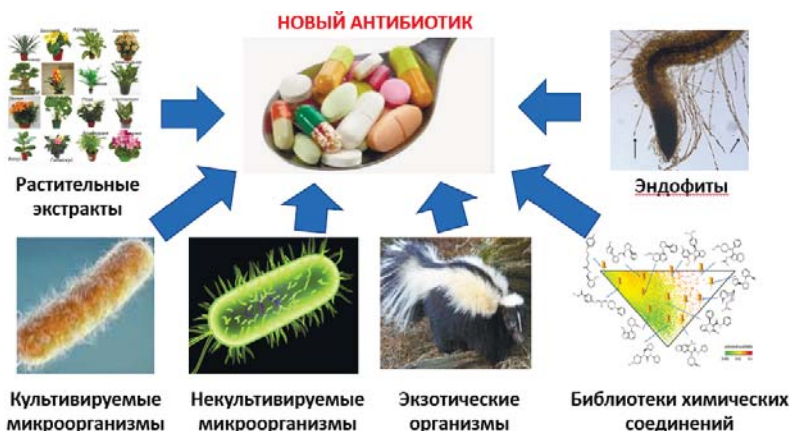 НОВЫЙ АНТИБИОТИК
Растительные
экстракты
Эндофиты
Культивируемые
микроорганизмы
Некультивируемые
микроорганизмы
Экзотические
организмы
Библиотеки химических
соединений